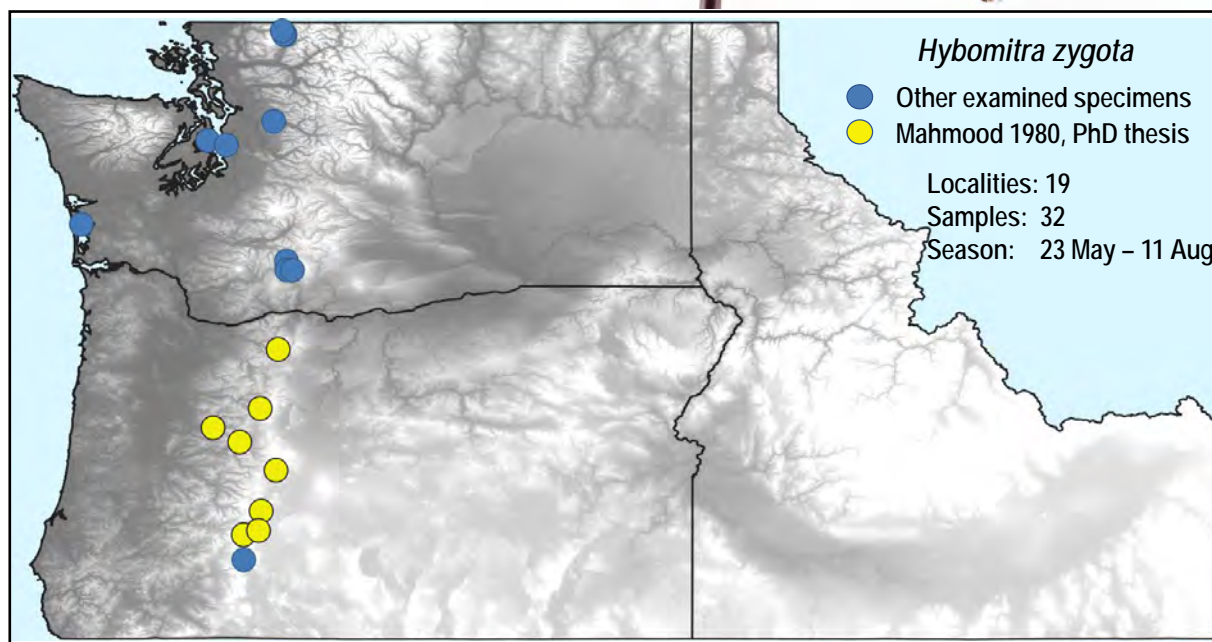 Hybomitra zygota
Other examined specimens
Mahmood 1980, PhD thesis
Localities: 19
Samples: 32
Season: 23 May – 11 Aug